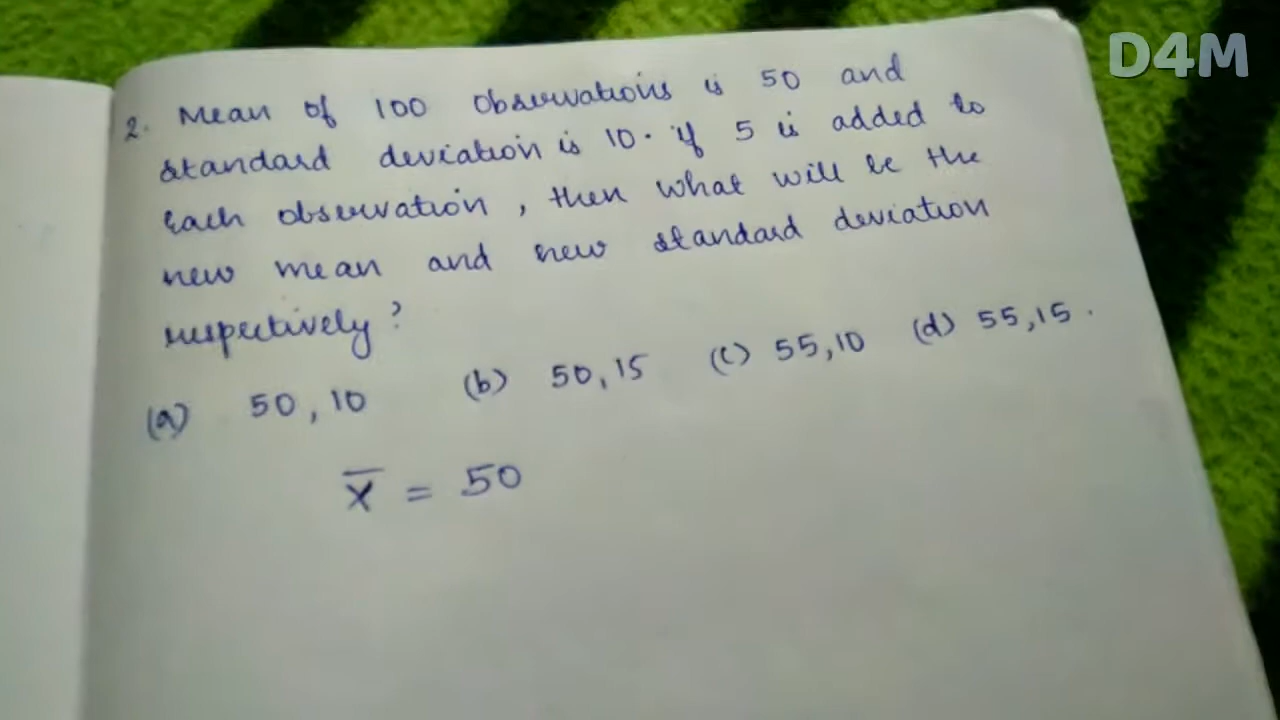 D4M
2. Mean of 100 observations is 50 and
standard deviation is 10. if 5 is added to
each observation, then what will be the
new mean and new standard deviation
respectively?
(a) 50, 10 (b) 50, 15 (c) 55, 10 (d) 55, 15.
x̄ = 50